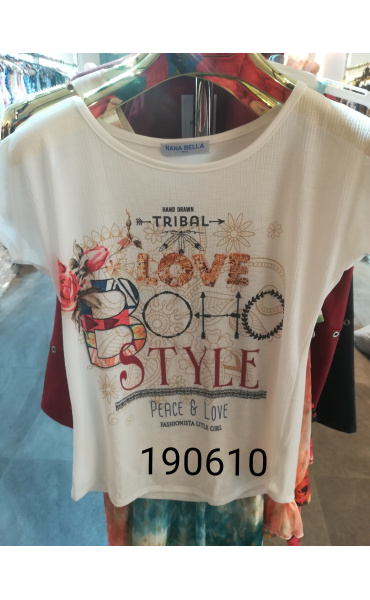 NANA BELLA
HAND DRAWN
TRIBAL
LOVE
BOHO
STYLE
PEACE & LOVE
FASHIONISTA LITTLE GIRL
190610